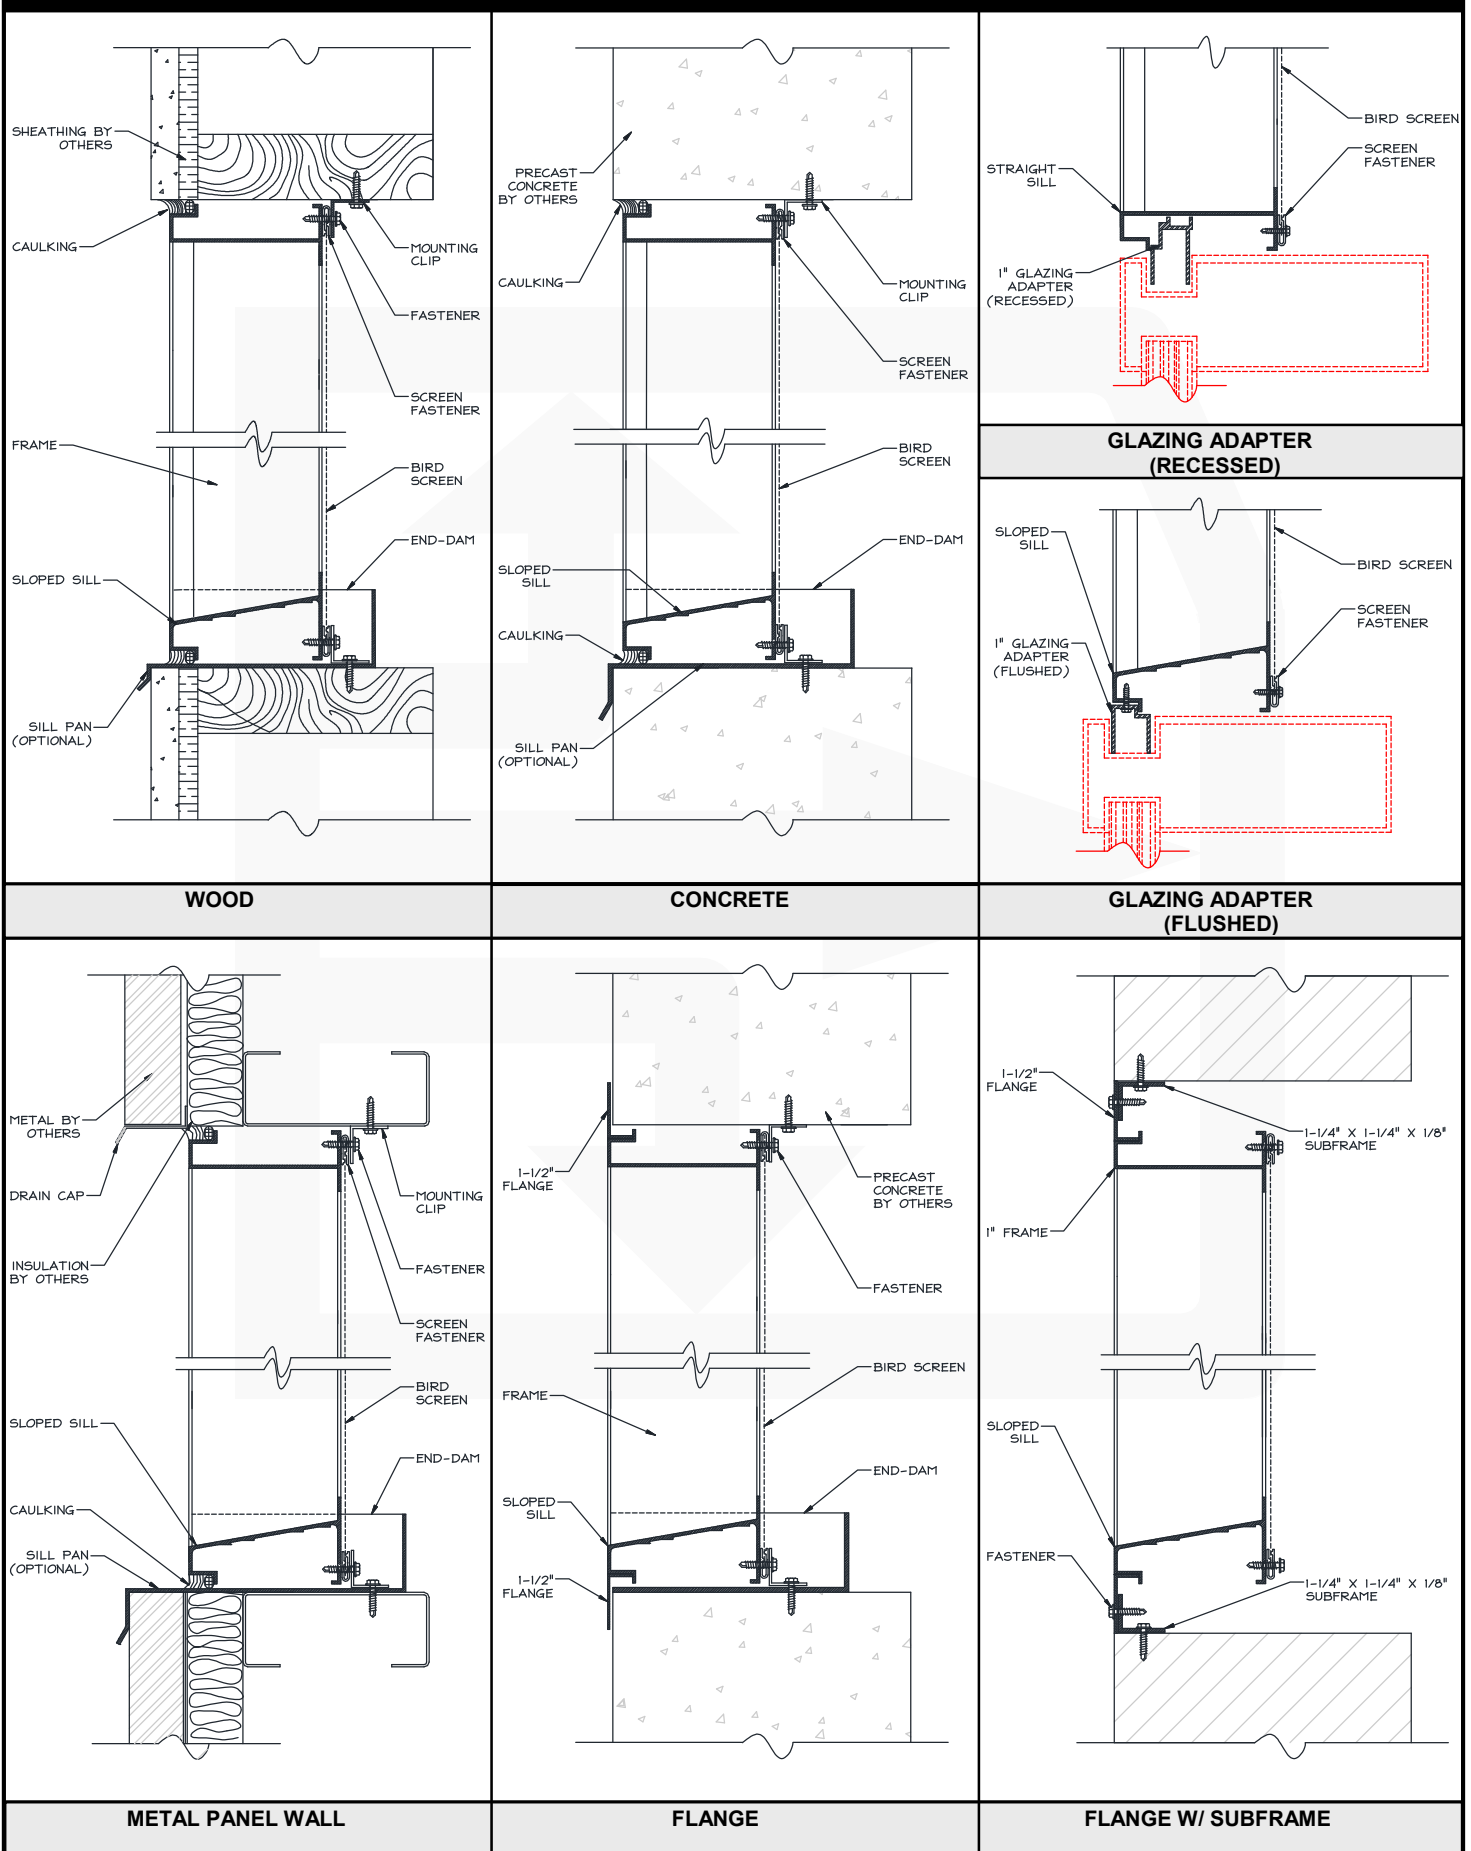 SHEATHING BY
OTHERS
CAULKING
MOUNTING
CLIP
FASTENER
SCREEN
FASTENER
FRAME
BIRD
SCREEN
END-DAM
SLOPED SILL
SILL PAN
(OPTIONAL)
WOOD
PRECAST
CONCRETE
BY OTHERS
CAULKING
MOUNTING
CLIP
SCREEN
FASTENER
BIRD
SCREEN
END-DAM
SLOPED
SILL
CAULKING
SILL PAN
(OPTIONAL)
CONCRETE
BIRD SCREEN
SCREEN
FASTENER
STRAIGHT
SILL
1" GLAZING
ADAPTER
(RECESSED)
GLAZING ADAPTER
(RECESSED)
SLOPED
SILL
BIRD SCREEN
SCREEN
FASTENER
1" GLAZING
ADAPTER
(FLUSHED)
GLAZING ADAPTER
(FLUSHED)
METAL BY
OTHERS
DRAIN CAP
MOUNTING
CLIP
INSULATION
BY OTHERS
FASTENER
SCREEN
FASTENER
BIRD
SCREEN
SLOPED SILL
END-DAM
CAULKING
SILL PAN
(OPTIONAL)
METAL PANEL WALL
1-1/2"
FLANGE
PRECAST
CONCRETE
BY OTHERS
FASTENER
BIRD SCREEN
FRAME
END-DAM
SLOPED
SILL
1-1/2"
FLANGE
FLANGE
1-1/2"
FLANGE
1-1/4" X 1-1/4" X 1/8"
SUBFRAME
1" FRAME
SLOPED
SILL
FASTENER
1-1/4" X 1-1/4" X 1/8"
SUBFRAME
FLANGE W/ SUBFRAME